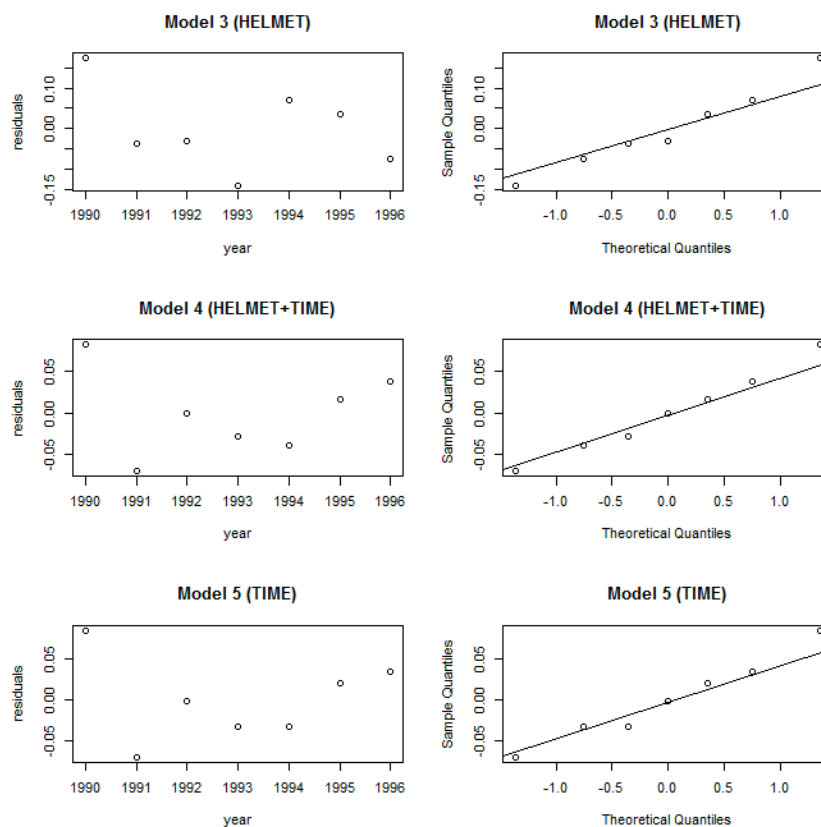 Model 3 (HELMET)
residuals
0.10
0.00
-0.15
1990 1991 1992 1993 1994 1995 1996
year
Model 3 (HELMET)
Sample Quantiles
0.10
0.00
-0.15
-1.0 -0.5 0.0 0.5 1.0
Theoretical Quantiles
Model 4 (HELMET+TIME)
residuals
0.05
0.00
-0.05
1990 1991 1992 1993 1994 1995 1996
year
Model 4 (HELMET+TIME)
Sample Quantiles
0.05
0.00
-0.05
-1.0 -0.5 0.0 0.5 1.0
Theoretical Quantiles
Model 5 (TIME)
residuals
0.05
0.00
-0.05
1990 1991 1992 1993 1994 1995 1996
year
Model 5 (TIME)
Sample Quantiles
0.05
0.00
-0.05
-1.0 -0.5 0.0 0.5 1.0
Theoretical Quantiles